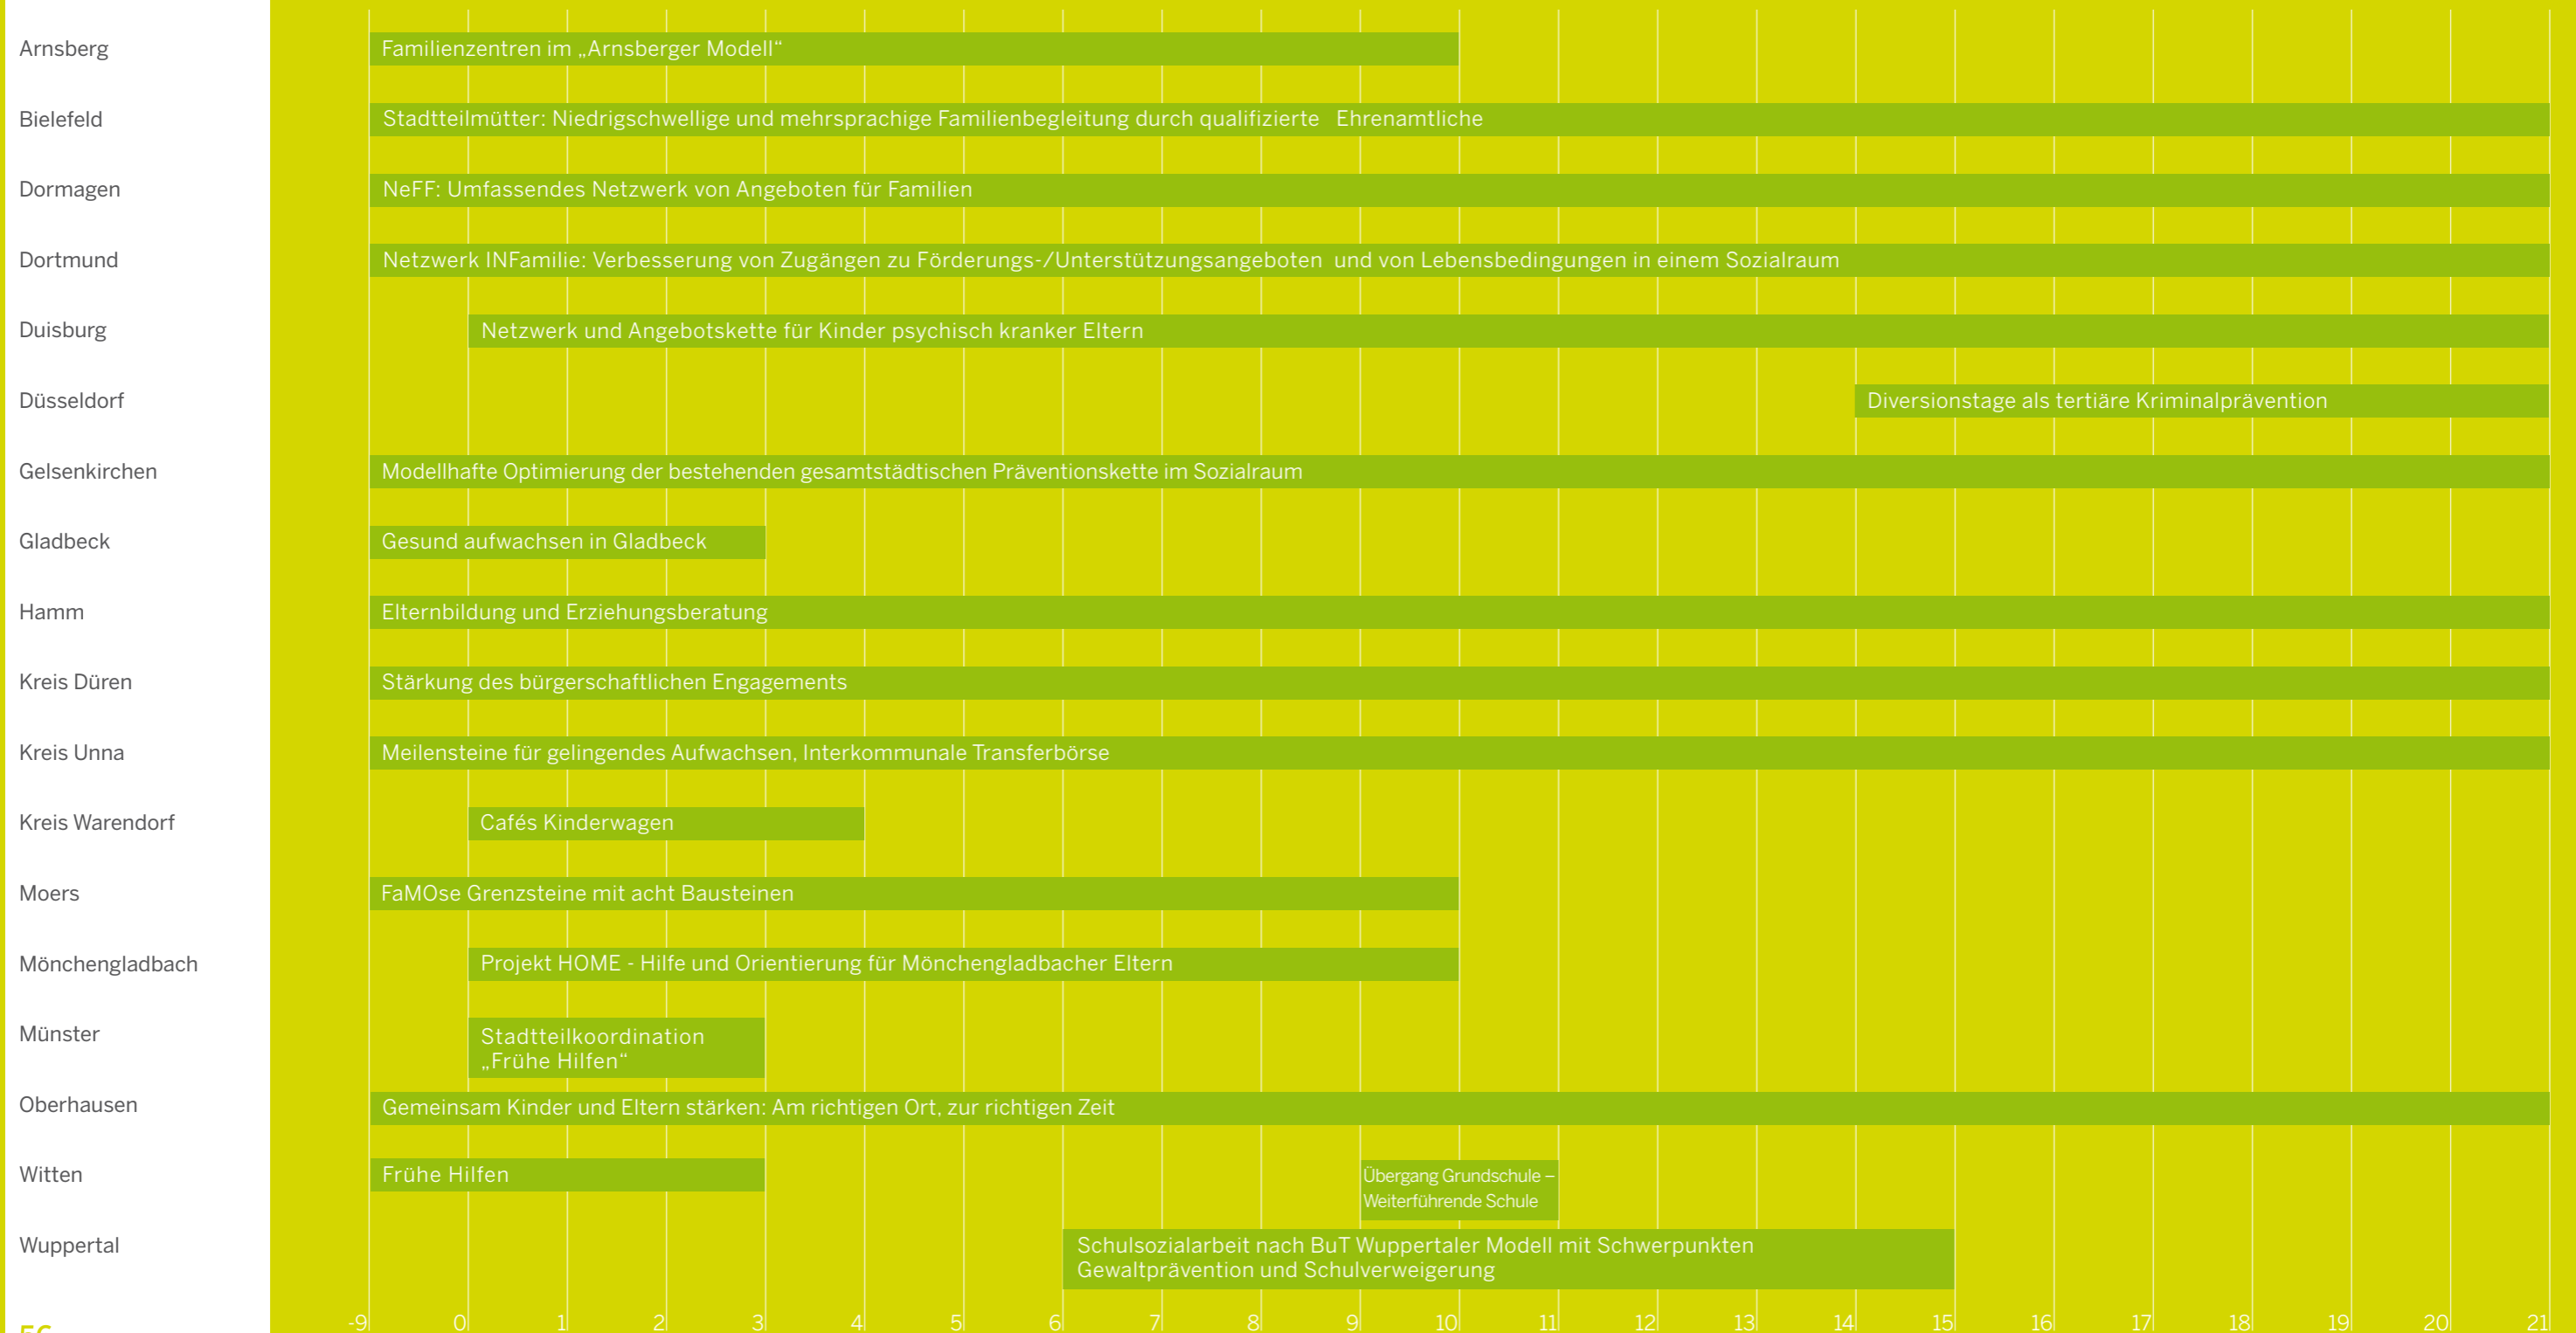 Arnsberg
Familienzentren im „Arnsberger Modell“
Bielefeld
Stadtteilmütter: Niedrigschwellige und mehrsprachige Familienbegleitung durch qualifizierte Ehrenamtliche
Dormagen
NeFF: Umfassendes Netzwerk von Angeboten für Familien
Dortmund
Netzwerk INFamilie: Verbesserung von Zugängen zu Förderungs-/Unterstützungsangeboten und von Lebensbedingungen in einem Sozialraum
Duisburg
Netzwerk und Angebotskette für Kinder psychisch kranker Eltern
Düsseldorf
Diversionstage als tertiäre Kriminalprävention
Gelsenkirchen
Modellhafte Optimierung der bestehenden gesamtstädtischen Präventionskette im Sozialraum
Gladbeck
Gesund aufwachsen in Gladbeck
Hamm
Elternbildung und Erziehungsberatung
Kreis Düren
Stärkung des bürgerschaftlichen Engagements
Kreis Unna
Meilensteine für gelingendes Aufwachsen, Interkommunale Transferbörse
Kreis Warendorf
Cafés Kinderwagen
Moers
FaMOse Grenzsteine mit acht Bausteinen
Mönchengladbach
Projekt HOME - Hilfe und Orientierung für Mönchengladbacher Eltern
Münster
Stadtteilkoordination
„Frühe Hilfen“
Oberhausen
Gemeinsam Kinder und Eltern stärken: Am richtigen Ort, zur richtigen Zeit
Witten
Frühe Hilfen
Übergang Grundschule –
Weiterführende Schule
Wuppertal
Schulsozialarbeit nach BuT Wuppertaler Modell mit Schwerpunkten
Gewaltprävention und Schulverweigerung
-9 0 1 2 3 4 5 6 7 8 9 10 11 12 13 14 15 16 17 18 19 20 21